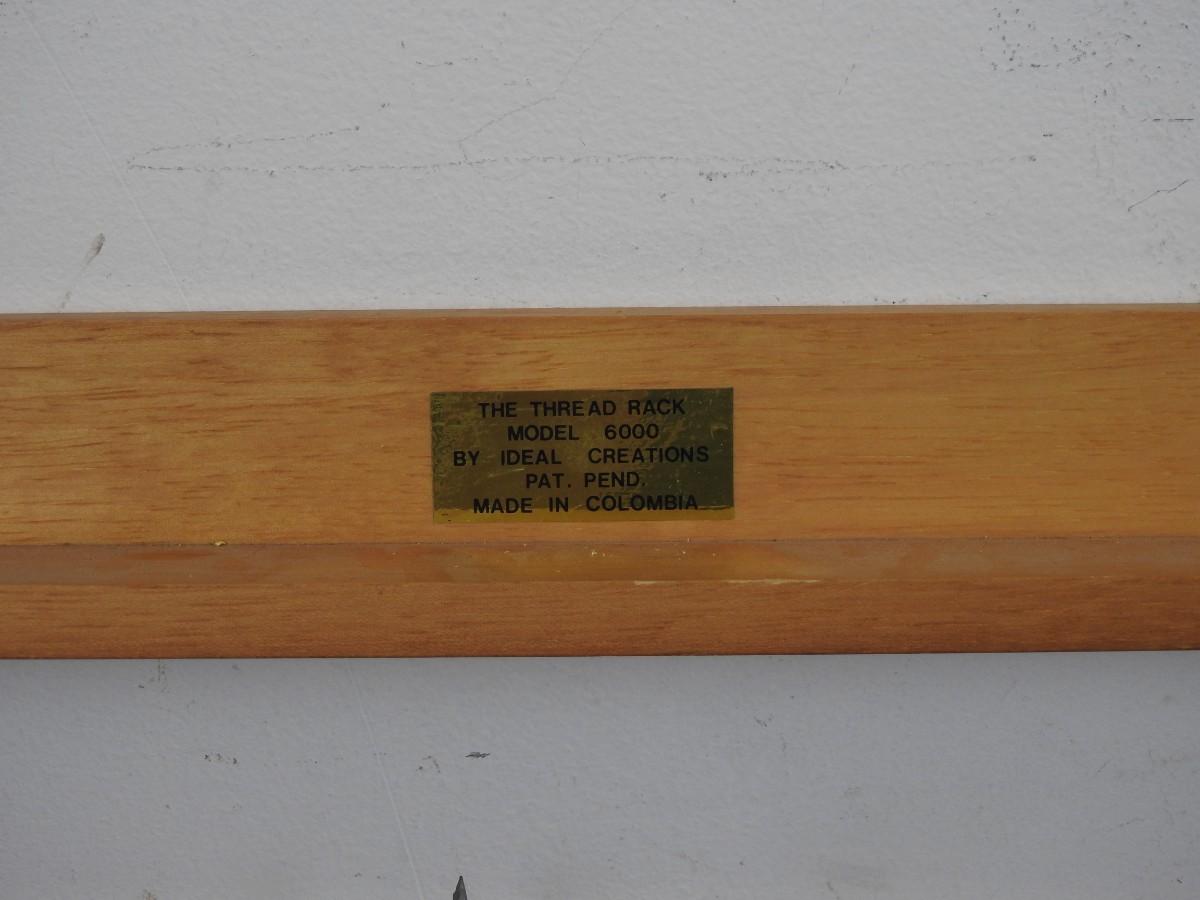 THE THREAD RACK
MODEL 6000
BY IDEAL CREATIONS
PAT. PEND.
MADE IN COLOMBIA